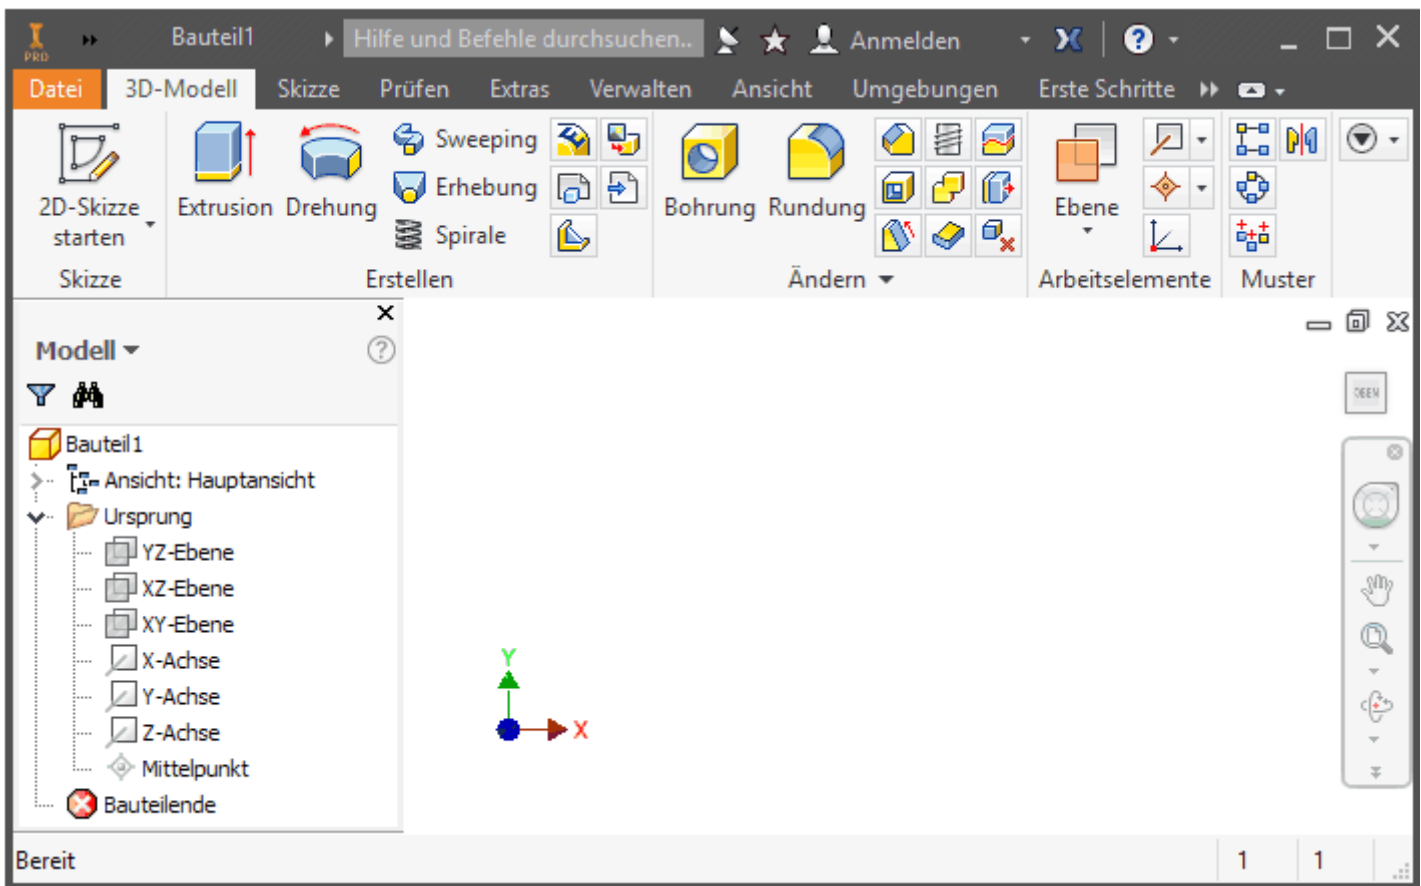 PRO Bauteil1 Hilfe und Befehle durchsuchen.. Anmelden ?
Datei 3D-Modell Skizze Prüfen Extras Verwalten Ansicht Umgebungen Erste Schritte
2D-Skizze starten
Extrusion
Drehung
Sweeping
Erhebung
Spirale
Bohrung
Rundung
Ebene
Skizze Erstellen Ändern Arbeitselemente Muster
Modell ?
OBEN
Bauteil1
Ansicht: Hauptansicht
Ursprung
YZ-Ebene
XZ-Ebene
XY-Ebene
X-Achse
Y-Achse
Z-Achse
Mittelpunkt
Bauteilende
Y
X
Bereit 1 1